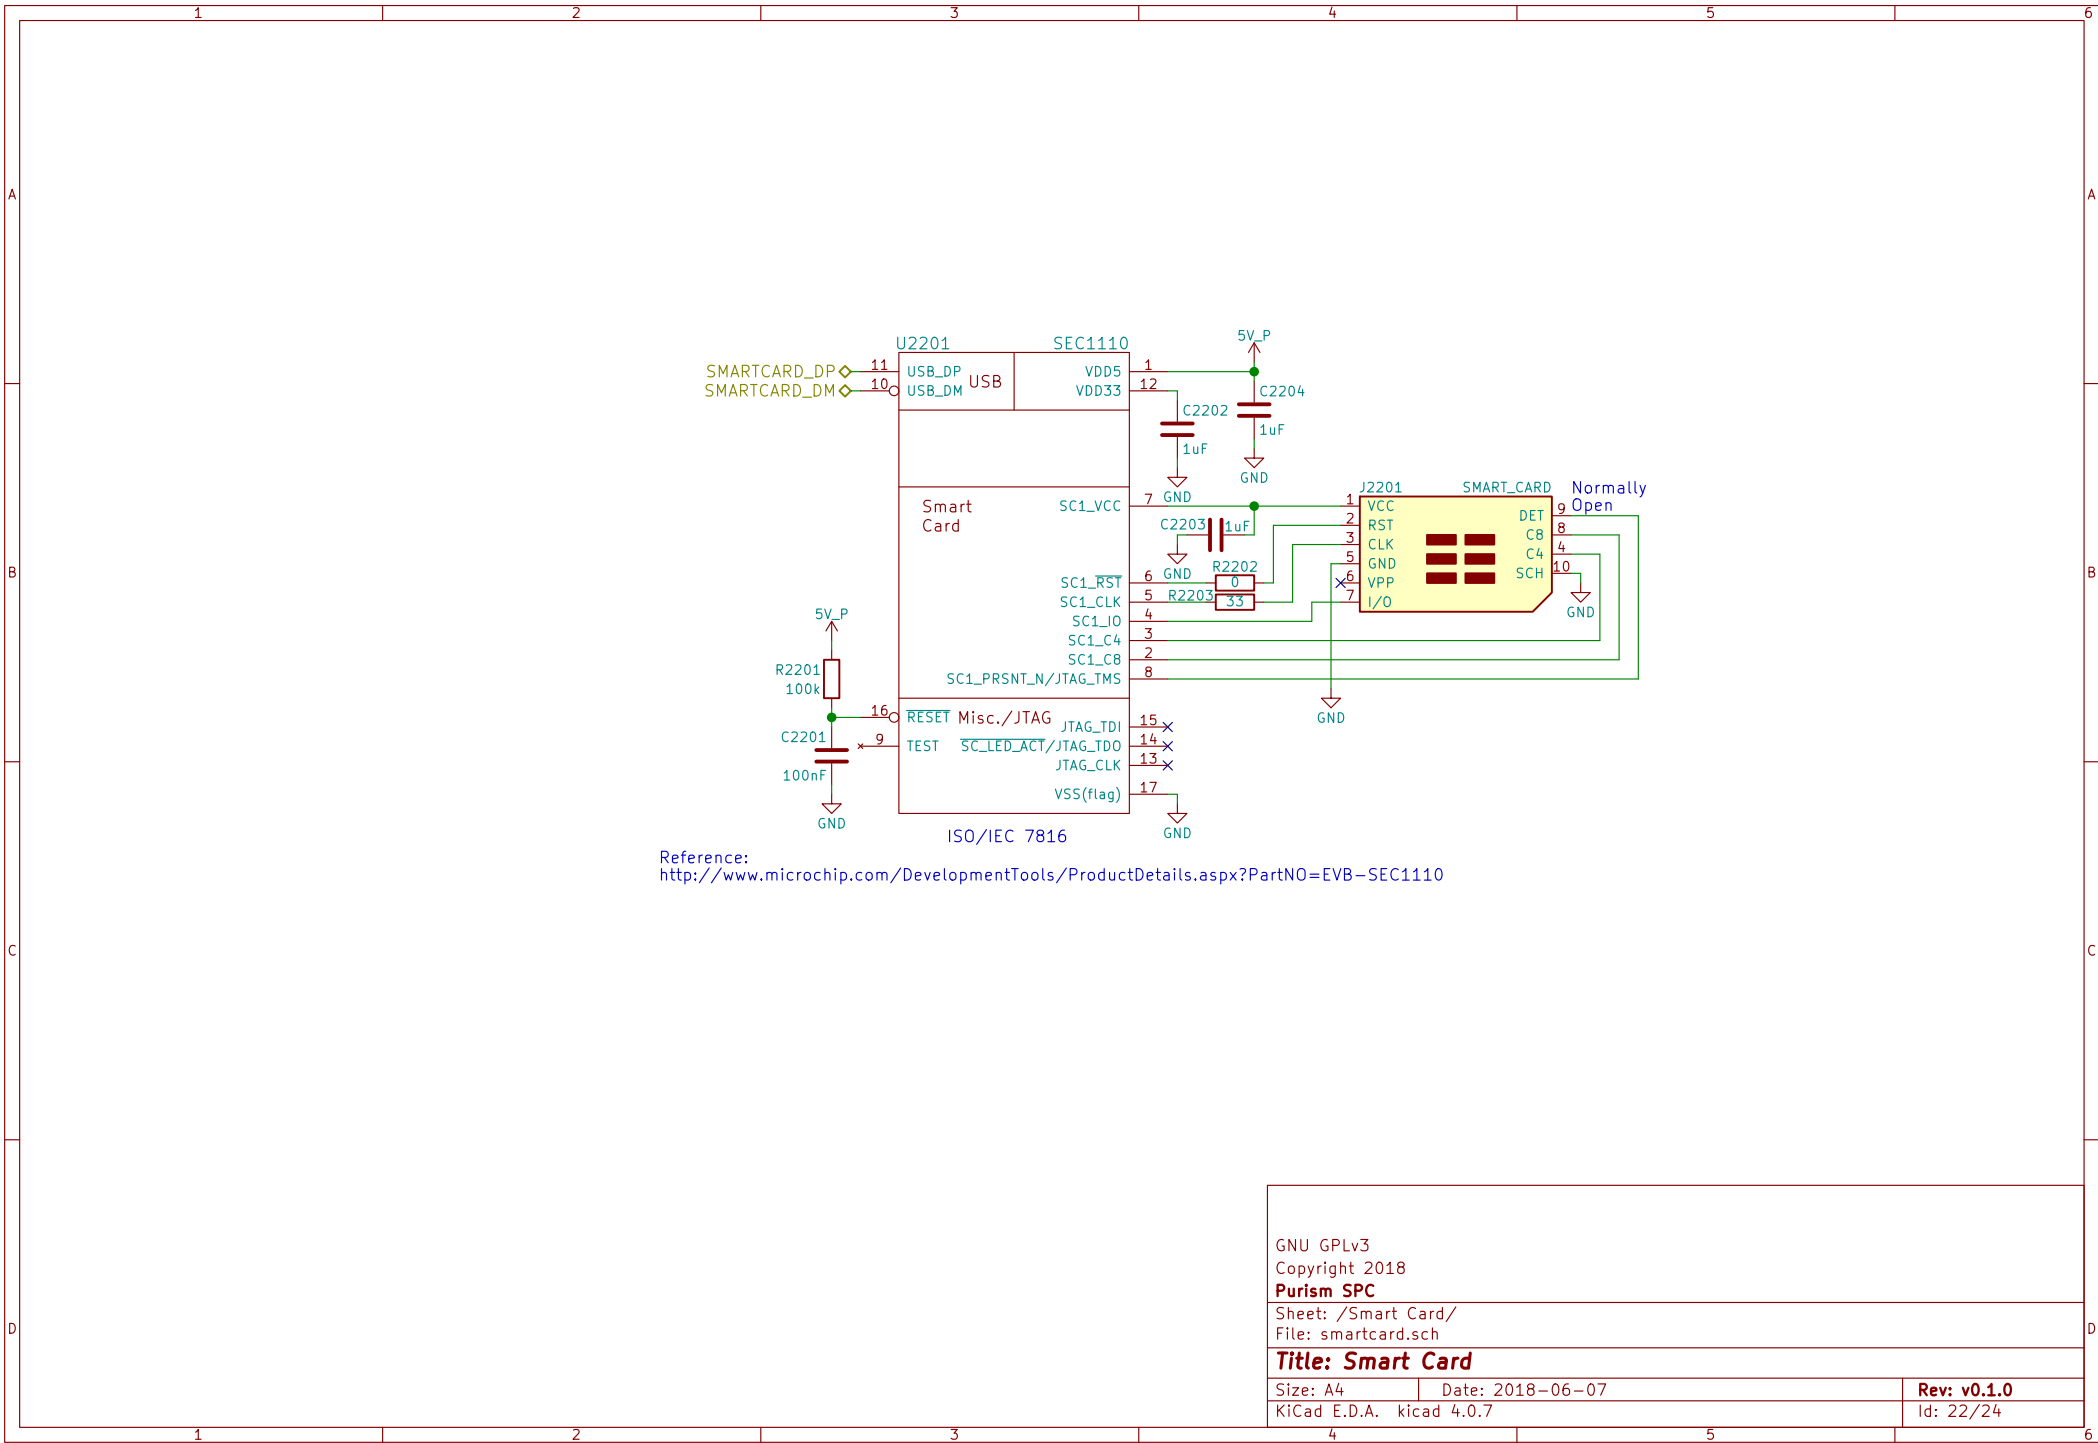 1 2 3 4 5 6
A A
B B
C C
D D
5V_P
U2201 SEC1110
SMARTCARD_DP 11 USB_DP USB VDD5 1
SMARTCARD_DM 10 USB_DM VDD33 12
C2204
1uF
GND
C2202
1uF
GND
Smart
Card
SC1_VCC 7
C2203 1uF
GND
SC1_RST 6 R2202 0
SC1_CLK 5 R2203 33
SC1_IO 4
SC1_C4 3
SC1_C8 2
SC1_PRSNT_N/JTAG_TMS 8
J2201 SMART_CARD
Normally
Open
1 VCC
2 RST
3 CLK
5 GND
6 VPP
7 I/O
DET 9
C8 8
C4 4
SCH 10
GND
GND
5V_P
R2201
100k
16 RESET Misc./JTAG
C2201
100nF
GND
9 TEST
JTAG_TDI 15
SC_LED_ACT/JTAG_TDO 14
JTAG_CLK 13
VSS(flag) 17
GND
ISO/IEC 7816
Reference:
http://www.microchip.com/DevelopmentTools/ProductDetails.aspx?PartNO=EVB-SEC1110
GNU GPLv3
Copyright 2018
Purism SPC
Sheet: /Smart Card/
File: smartcard.sch
Title: Smart Card
Size: A4 Date: 2018-06-07 Rev: v0.1.0
KiCad E.D.A. kicad 4.0.7 Id: 22/24
1 2 3 4 5 6